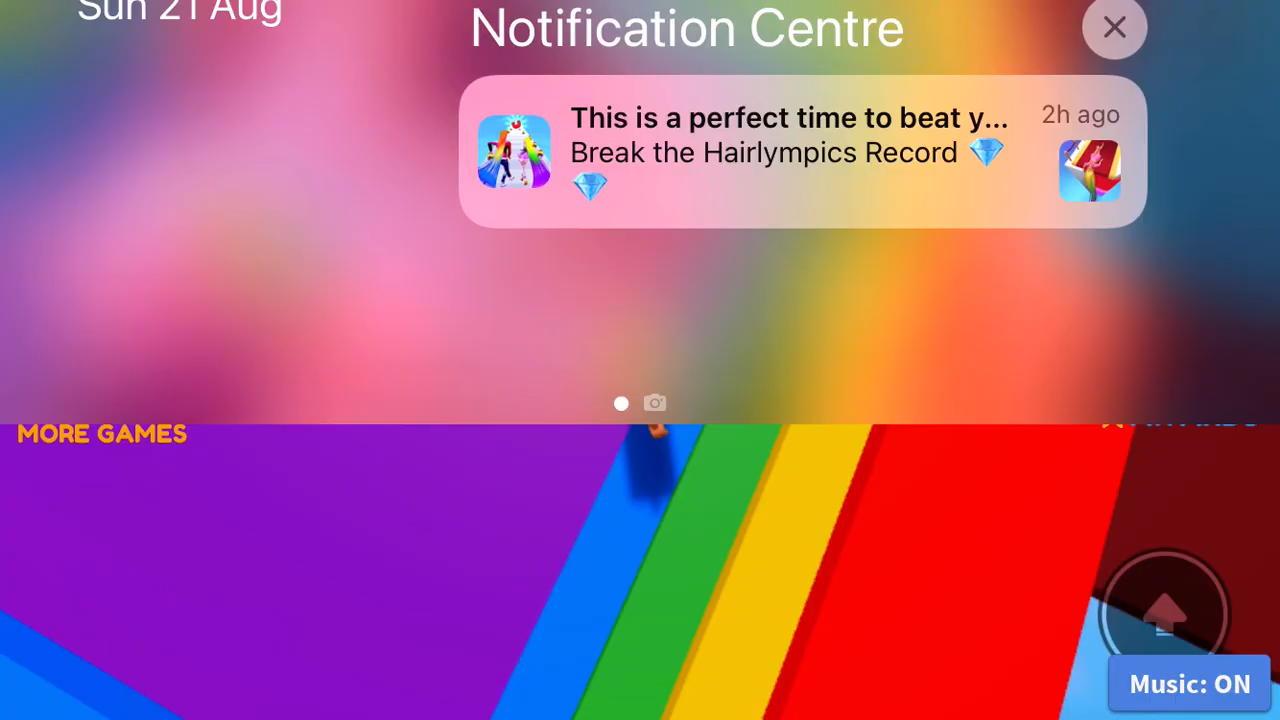 Sun 21 Aug
Notification Centre
This is a perfect time to beat y...
2h ago
Break the Hairlympics Record 💎
💎
MORE GAMES
Music: ON